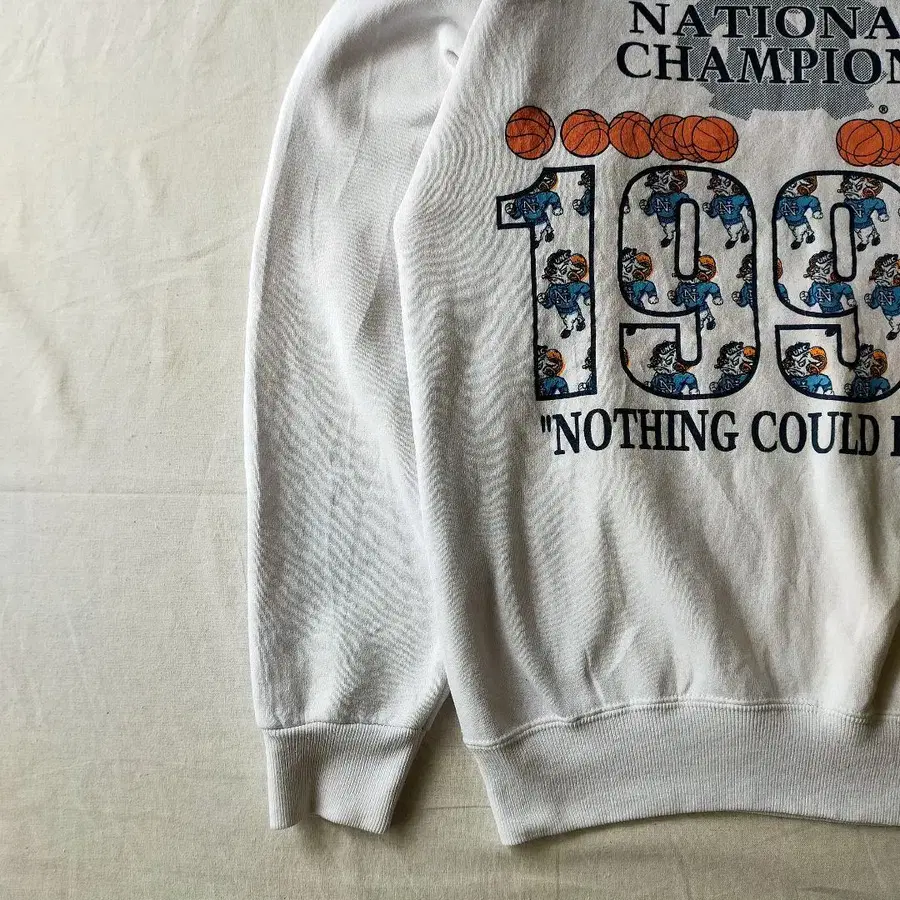 NATIONA
CHAMPION
®
199
"NOTHING COULD